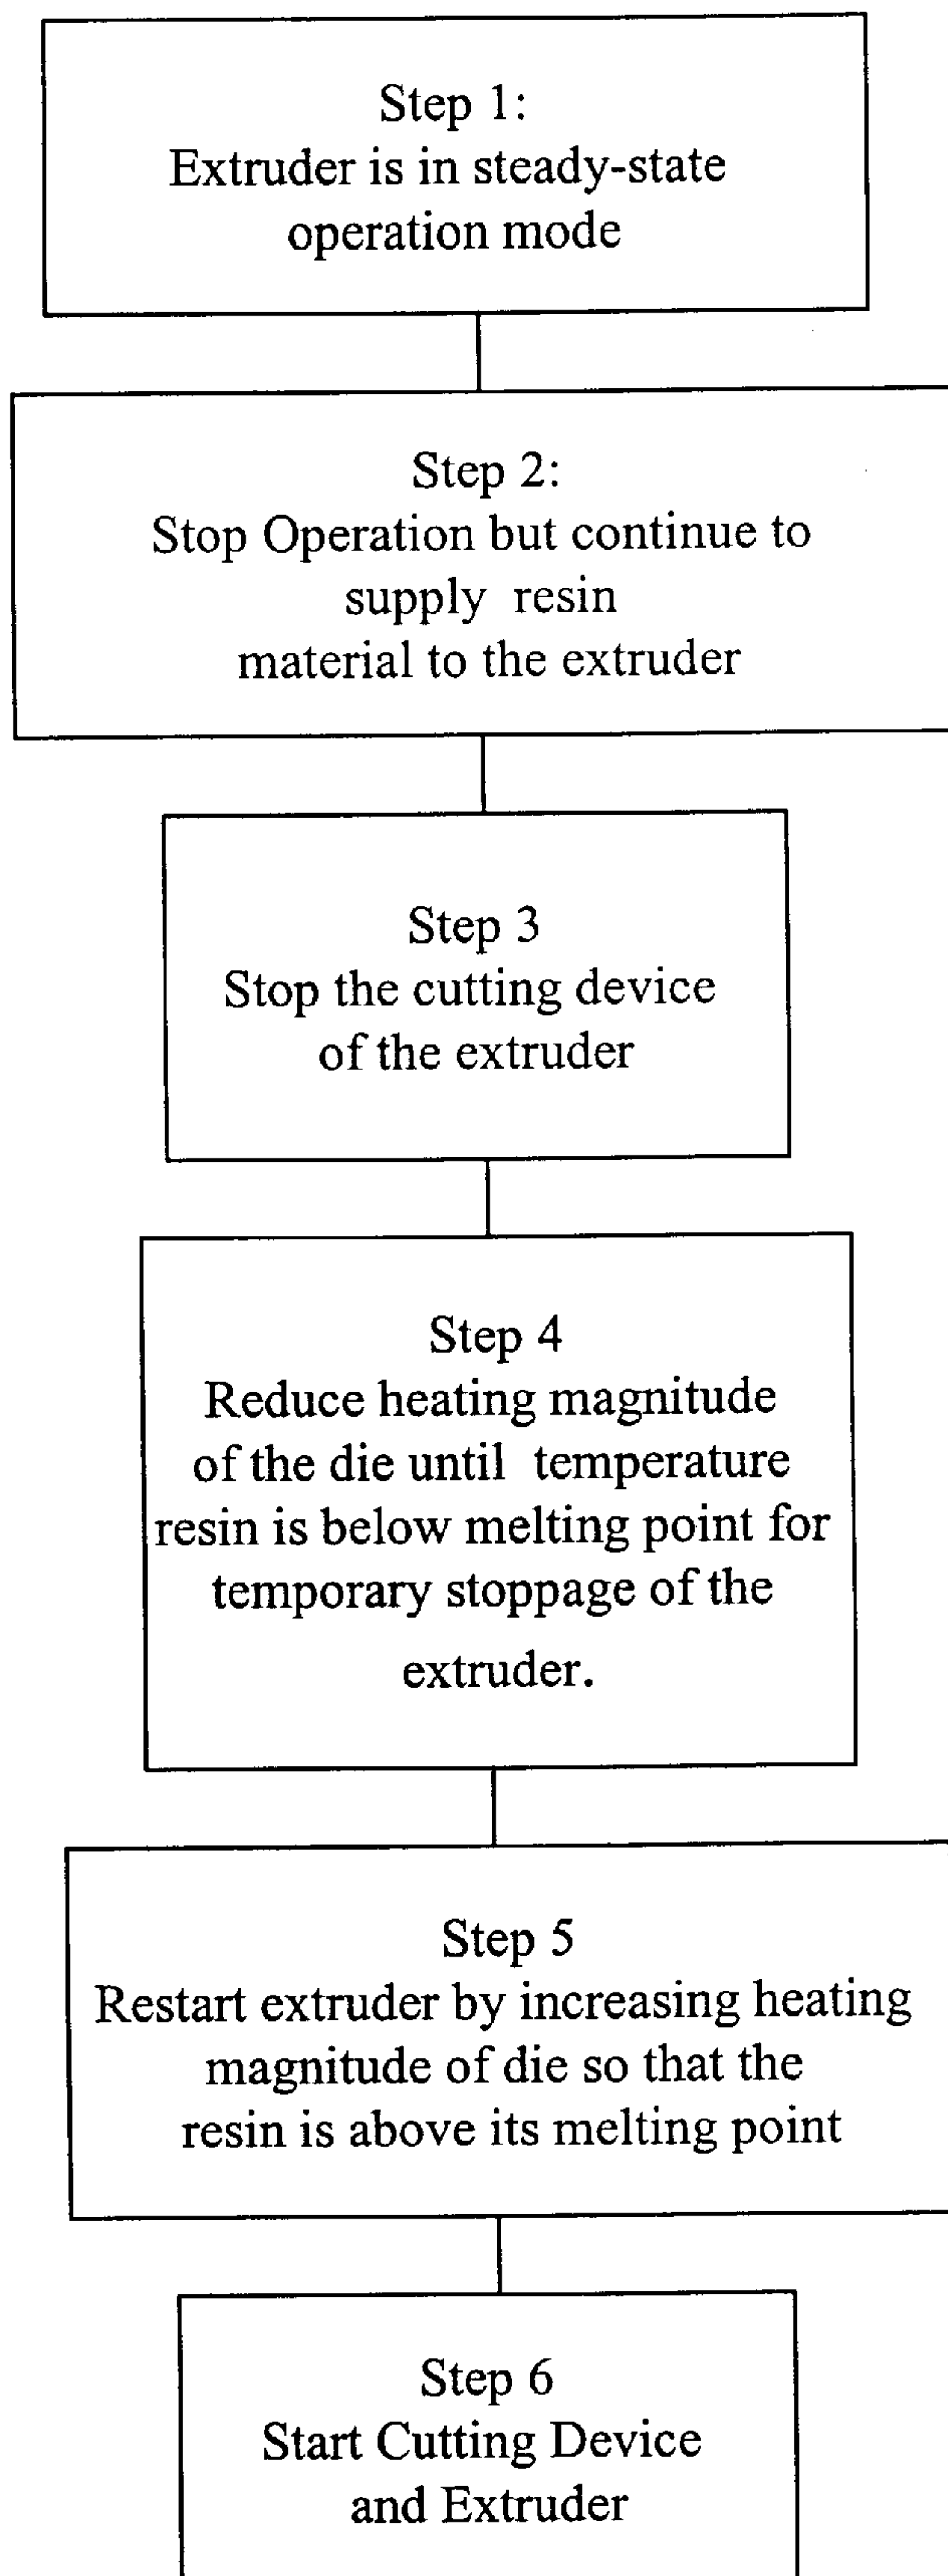 Step 1:
Extruder is in steady-state
operation mode
Step 2:
Stop Operation but continue to
supply resin
material to the extruder
Step 3
Stop the cutting device
of the extruder
Step 4
Reduce heating magnitude
of the die until temperature
resin is below melting point for
temporary stoppage of the
extruder.
Step 5
Restart extruder by increasing heating
magnitude of die so that the
resin is above its melting point
Step 6
Start Cutting Device
and Extruder